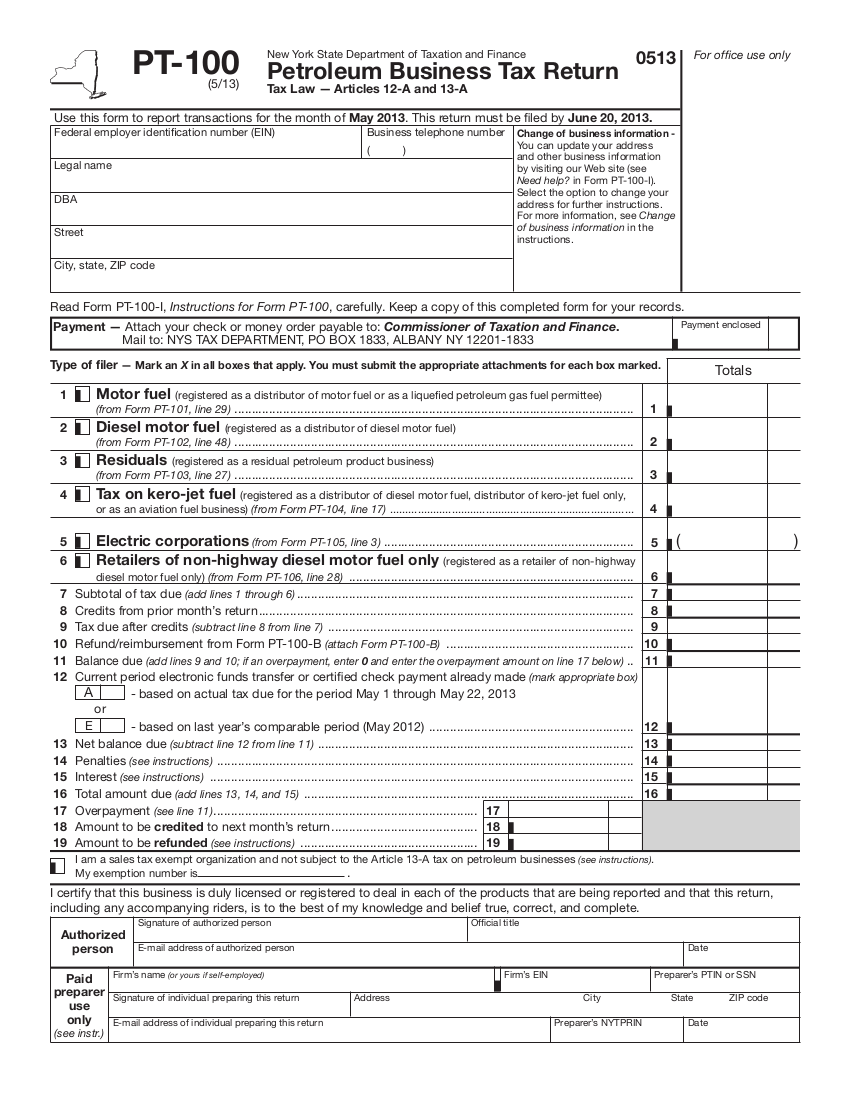 New York State Department of Taxation and Finance
PT-100
(5/13)
Petroleum Business Tax Return
Tax Law — Articles 12-A and 13-A
0513
For office use only
Use this form to report transactions for the month of May 2013. This return must be filed by June 20, 2013.
Federal employer identification number (EIN)
Business telephone number
( )
Legal name
DBA
Street
City, state, ZIP code
Change of business information -
You can update your address
and other business information
by visiting our Web site (see
Need help? in Form PT-100-I).
Select the option to change your
address for further instructions.
For more information, see Change
of business information in the
instructions.
Read Form PT-100-I, Instructions for Form PT-100, carefully. Keep a copy of this completed form for your records.
Payment — Attach your check or money order payable to: Commissioner of Taxation and Finance.
Mail to: NYS TAX DEPARTMENT, PO BOX 1833, ALBANY NY 12201-1833
Payment enclosed
Type of filer — Mark an X in all boxes that apply. You must submit the appropriate attachments for each box marked.
Totals
1 Motor fuel (registered as a distributor of motor fuel or as a liquefied petroleum gas fuel permittee)
(from Form PT-101, line 29) 1
2 Diesel motor fuel (registered as a distributor of diesel motor fuel)
(from Form PT-102, line 48) 2
3 Residuals (registered as a residual petroleum product business)
(from Form PT-103, line 27) 3
4 Tax on kero-jet fuel (registered as a distributor of diesel motor fuel, distributor of kero-jet fuel only,
or as an aviation fuel business) (from Form PT-104, line 17) 4
5 Electric corporations (from Form PT-105, line 3) 5 ( )
6 Retailers of non-highway diesel motor fuel only (registered as a retailer of non-highway
diesel motor fuel only) (from Form PT-106, line 28) 6
7 Subtotal of tax due (add lines 1 through 6) 7
8 Credits from prior month's return 8
9 Tax due after credits (subtract line 8 from line 7) 9
10 Refund/reimbursement from Form PT-100-B (attach Form PT-100-B) 10
11 Balance due (add lines 9 and 10; if an overpayment, enter 0 and enter the overpayment amount on line 17 below) 11
12 Current period electronic funds transfer or certified check payment already made (mark appropriate box)
A - based on actual tax due for the period May 1 through May 22, 2013
or
E - based on last year's comparable period (May 2012) 12
13 Net balance due (subtract line 12 from line 11) 13
14 Penalties (see instructions) 14
15 Interest (see instructions) 15
16 Total amount due (add lines 13, 14, and 15) 16
17 Overpayment (see line 11) 17
18 Amount to be credited to next month's return 18
19 Amount to be refunded (see instructions) 19
I am a sales tax exempt organization and not subject to the Article 13-A tax on petroleum businesses (see instructions).
My exemption number is .
I certify that this business is duly licensed or registered to deal in each of the products that are being reported and that this return,
including any accompanying riders, is to the best of my knowledge and belief true, correct, and complete.
Authorized
person
Signature of authorized person
Official title
E-mail address of authorized person
Date
Paid
preparer
use
only
(see instr.)
Firm's name (or yours if self-employed)
Firm's EIN
Preparer's PTIN or SSN
Signature of individual preparing this return
Address
City
State
ZIP code
E-mail address of individual preparing this return
Preparer's NYTPRIN
Date